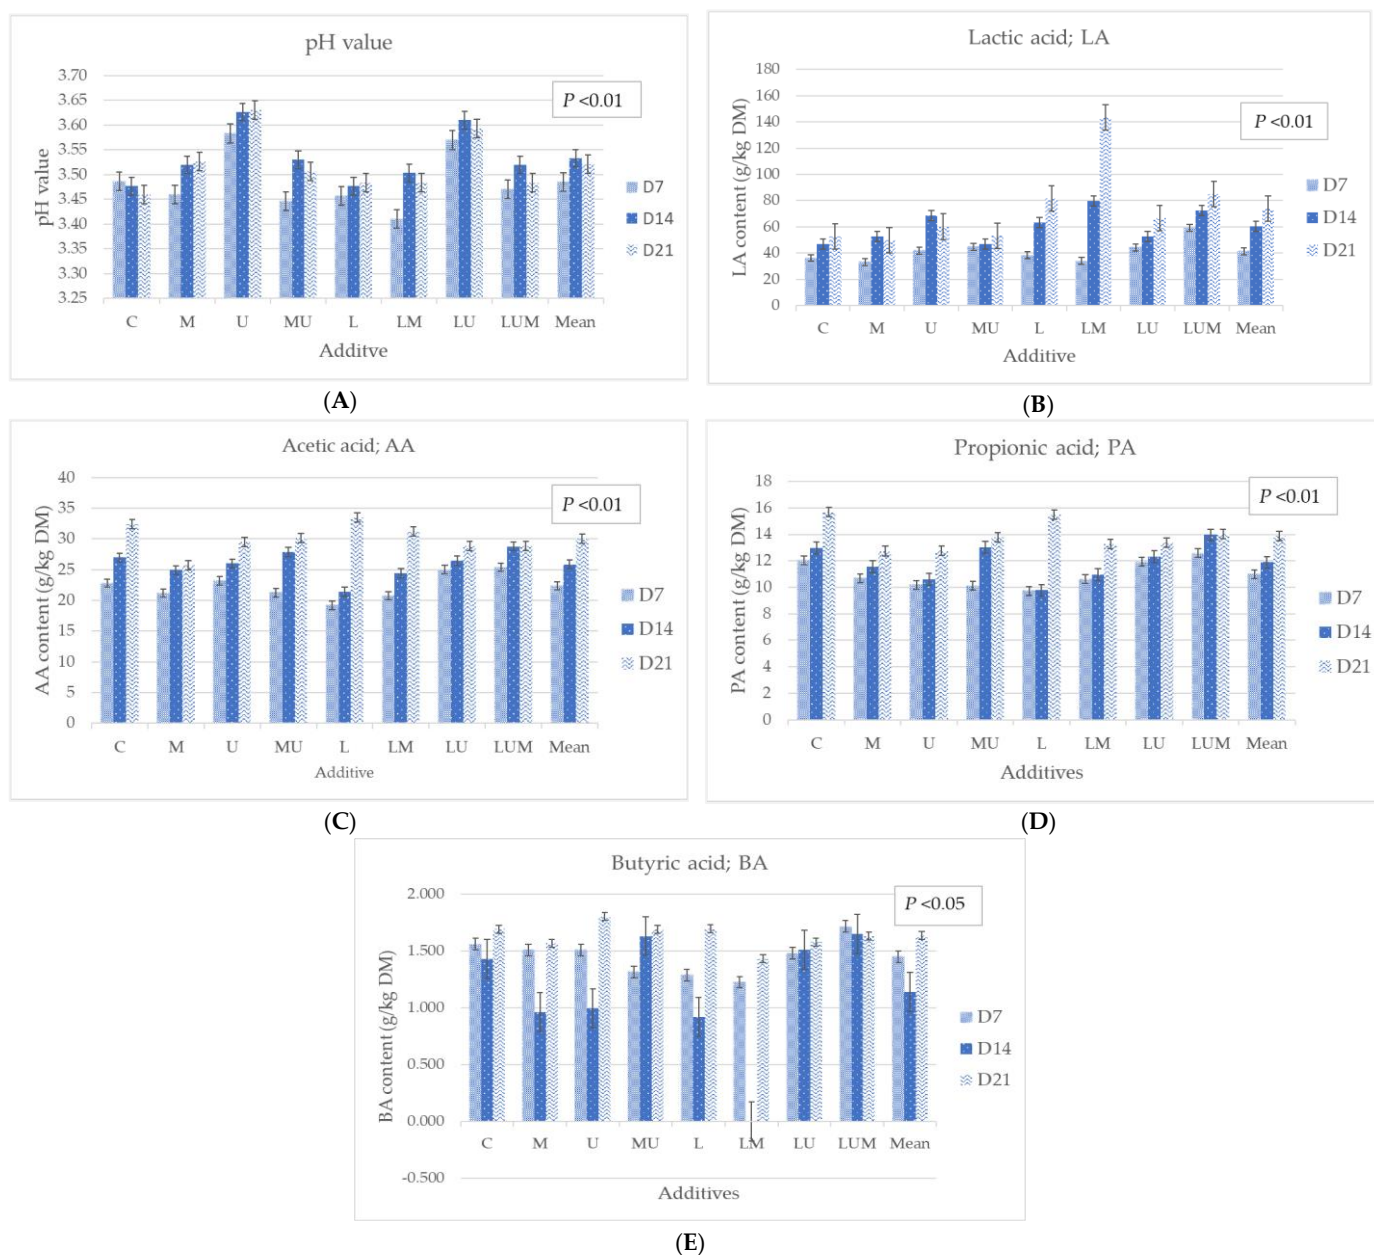 pH value
P <0.01
3.70
3.65
3.60
3.55
3.50
3.45
3.40
3.35
3.30
3.25
pH value
C M U MU L LM LU LUM Mean
Additve
D7
D14
D21
(A)
Lactic acid; LA
P <0.01
180
160
140
120
100
80
60
40
20
0
LA content (g/kg DM)
C M U MU L LM LU LUM Mean
Additive
D7
D14
D21
(B)
Acetic acid; AA
P <0.01
40
35
30
25
20
15
10
5
0
AA content (g/kg DM)
C M U MU L LM LU LUM Mean
Additive
D7
D14
D21
(C)
Propionic acid; PA
P <0.01
18
16
14
12
10
8
6
4
2
0
PA content (g/kg DM)
C M U MU L LM LU LUM Mean
Additives
D7
D14
D21
(D)
Butyric acid; BA
P <0.05
2.000
1.500
1.000
0.500
0.000
-0.500
BA content (g/kg DM)
C M U MU L LM LU LUM Mean
Additives
D7
D14
D21
(E)